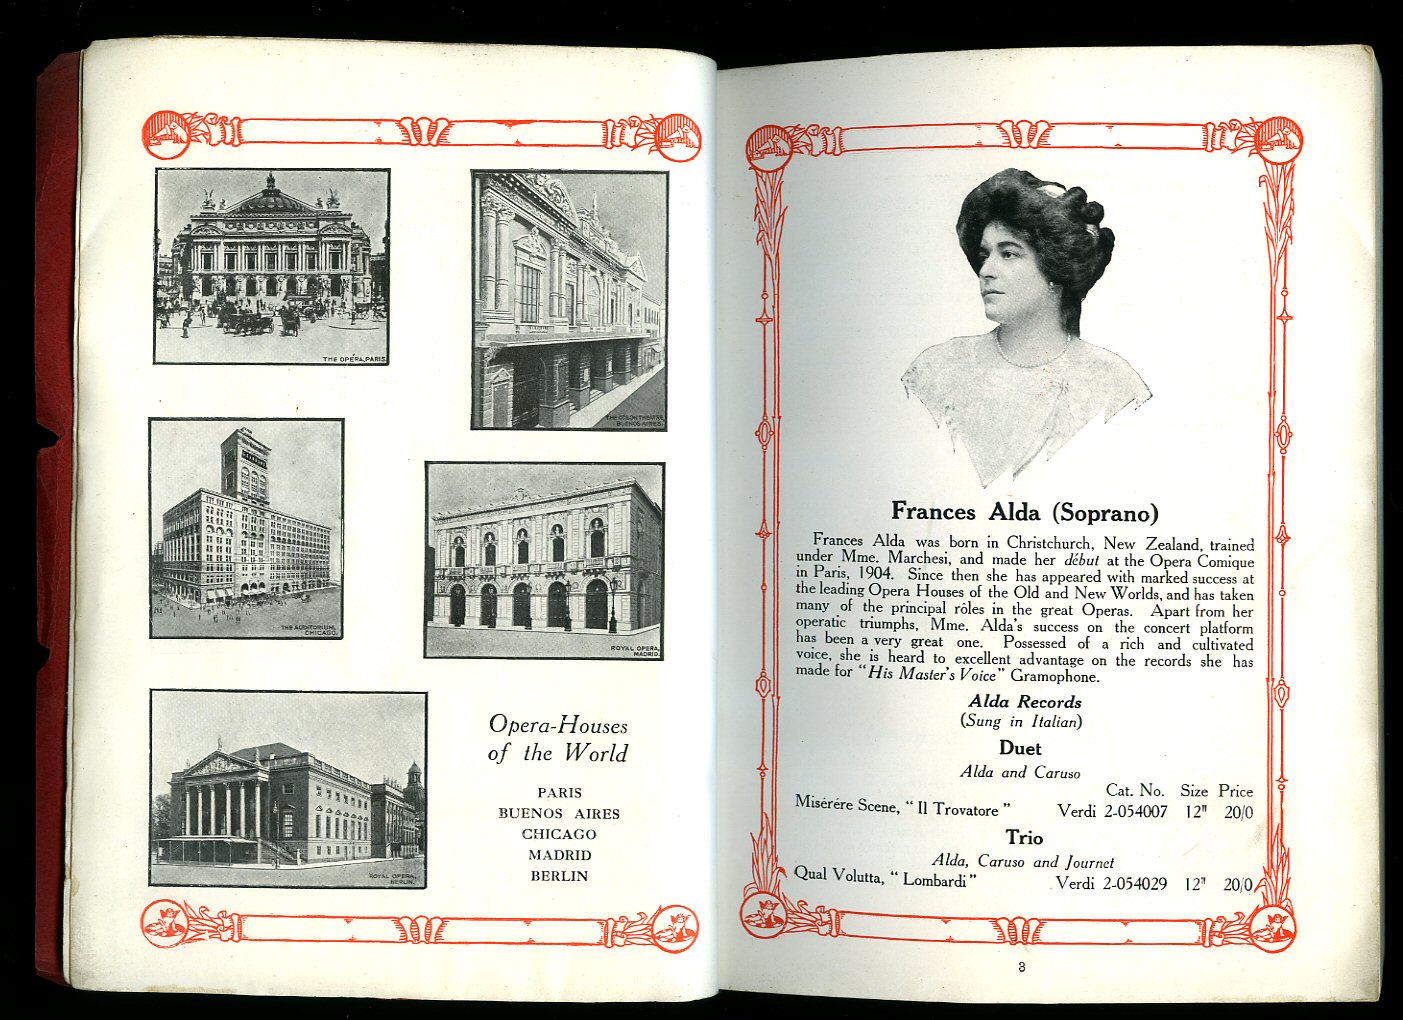 THE OPÉRA, PARIS.
THE COLON THEATRE,
BUENOS AIRES.
THE AUDITORIUM,
CHICAGO.
ROYAL OPERA,
MADRID.
ROYAL OPERA,
BERLIN.
Opera-Houses
of the World
PARIS
BUENOS AIRES
CHICAGO
MADRID
BERLIN
Frances Alda (Soprano)
Frances Alda was born in Christchurch, New Zealand, trained
under Mme. Marchesi, and made her début at the Opera Comique
in Paris, 1904. Since then she has appeared with marked success at
the leading Opera Houses of the Old and New Worlds, and has taken
many of the principal rôles in the great Operas. Apart from her
operatic triumphs, Mme. Alda's success on the concert platform
has been a very great one. Possessed of a rich and cultivated
voice, she is heard to excellent advantage on the records she has
made for "His Master's Voice" Gramophone.
Alda Records
(Sung in Italian)
Duet
Alda and Caruso
Cat. No. Size Price
Misérére Scene, "Il Trovatore" Verdi 2-054007 12" 20/0
Trio
Alda, Caruso and Journet
Qual Volutta, "Lombardi" Verdi 2-054029 12" 20/0
3